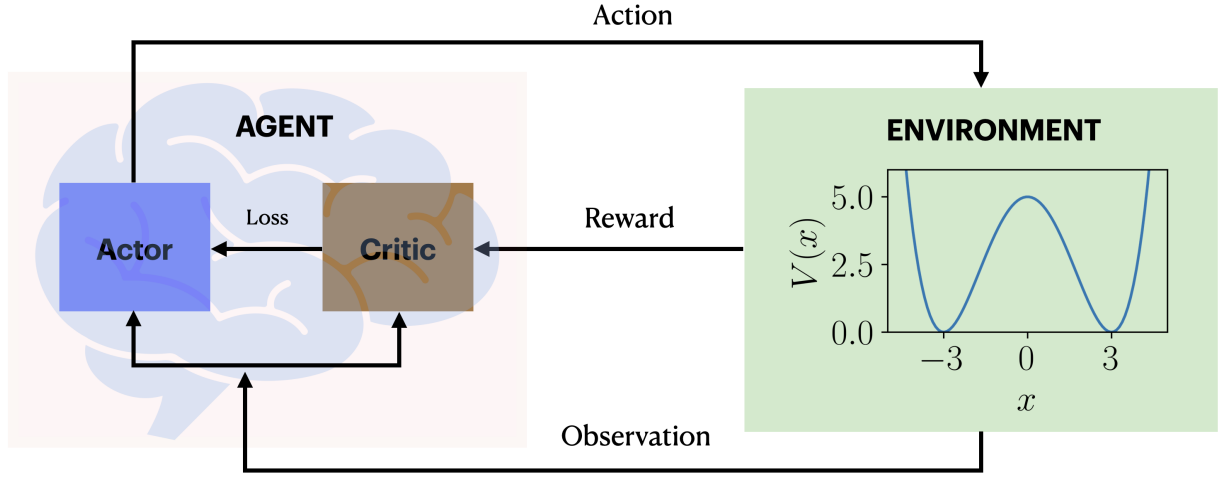 Action
AGENT
ENVIRONMENT
Actor
Loss
Critic
Reward
V(x)
5.0
2.5
0.0
−3 0 3
x
Observation